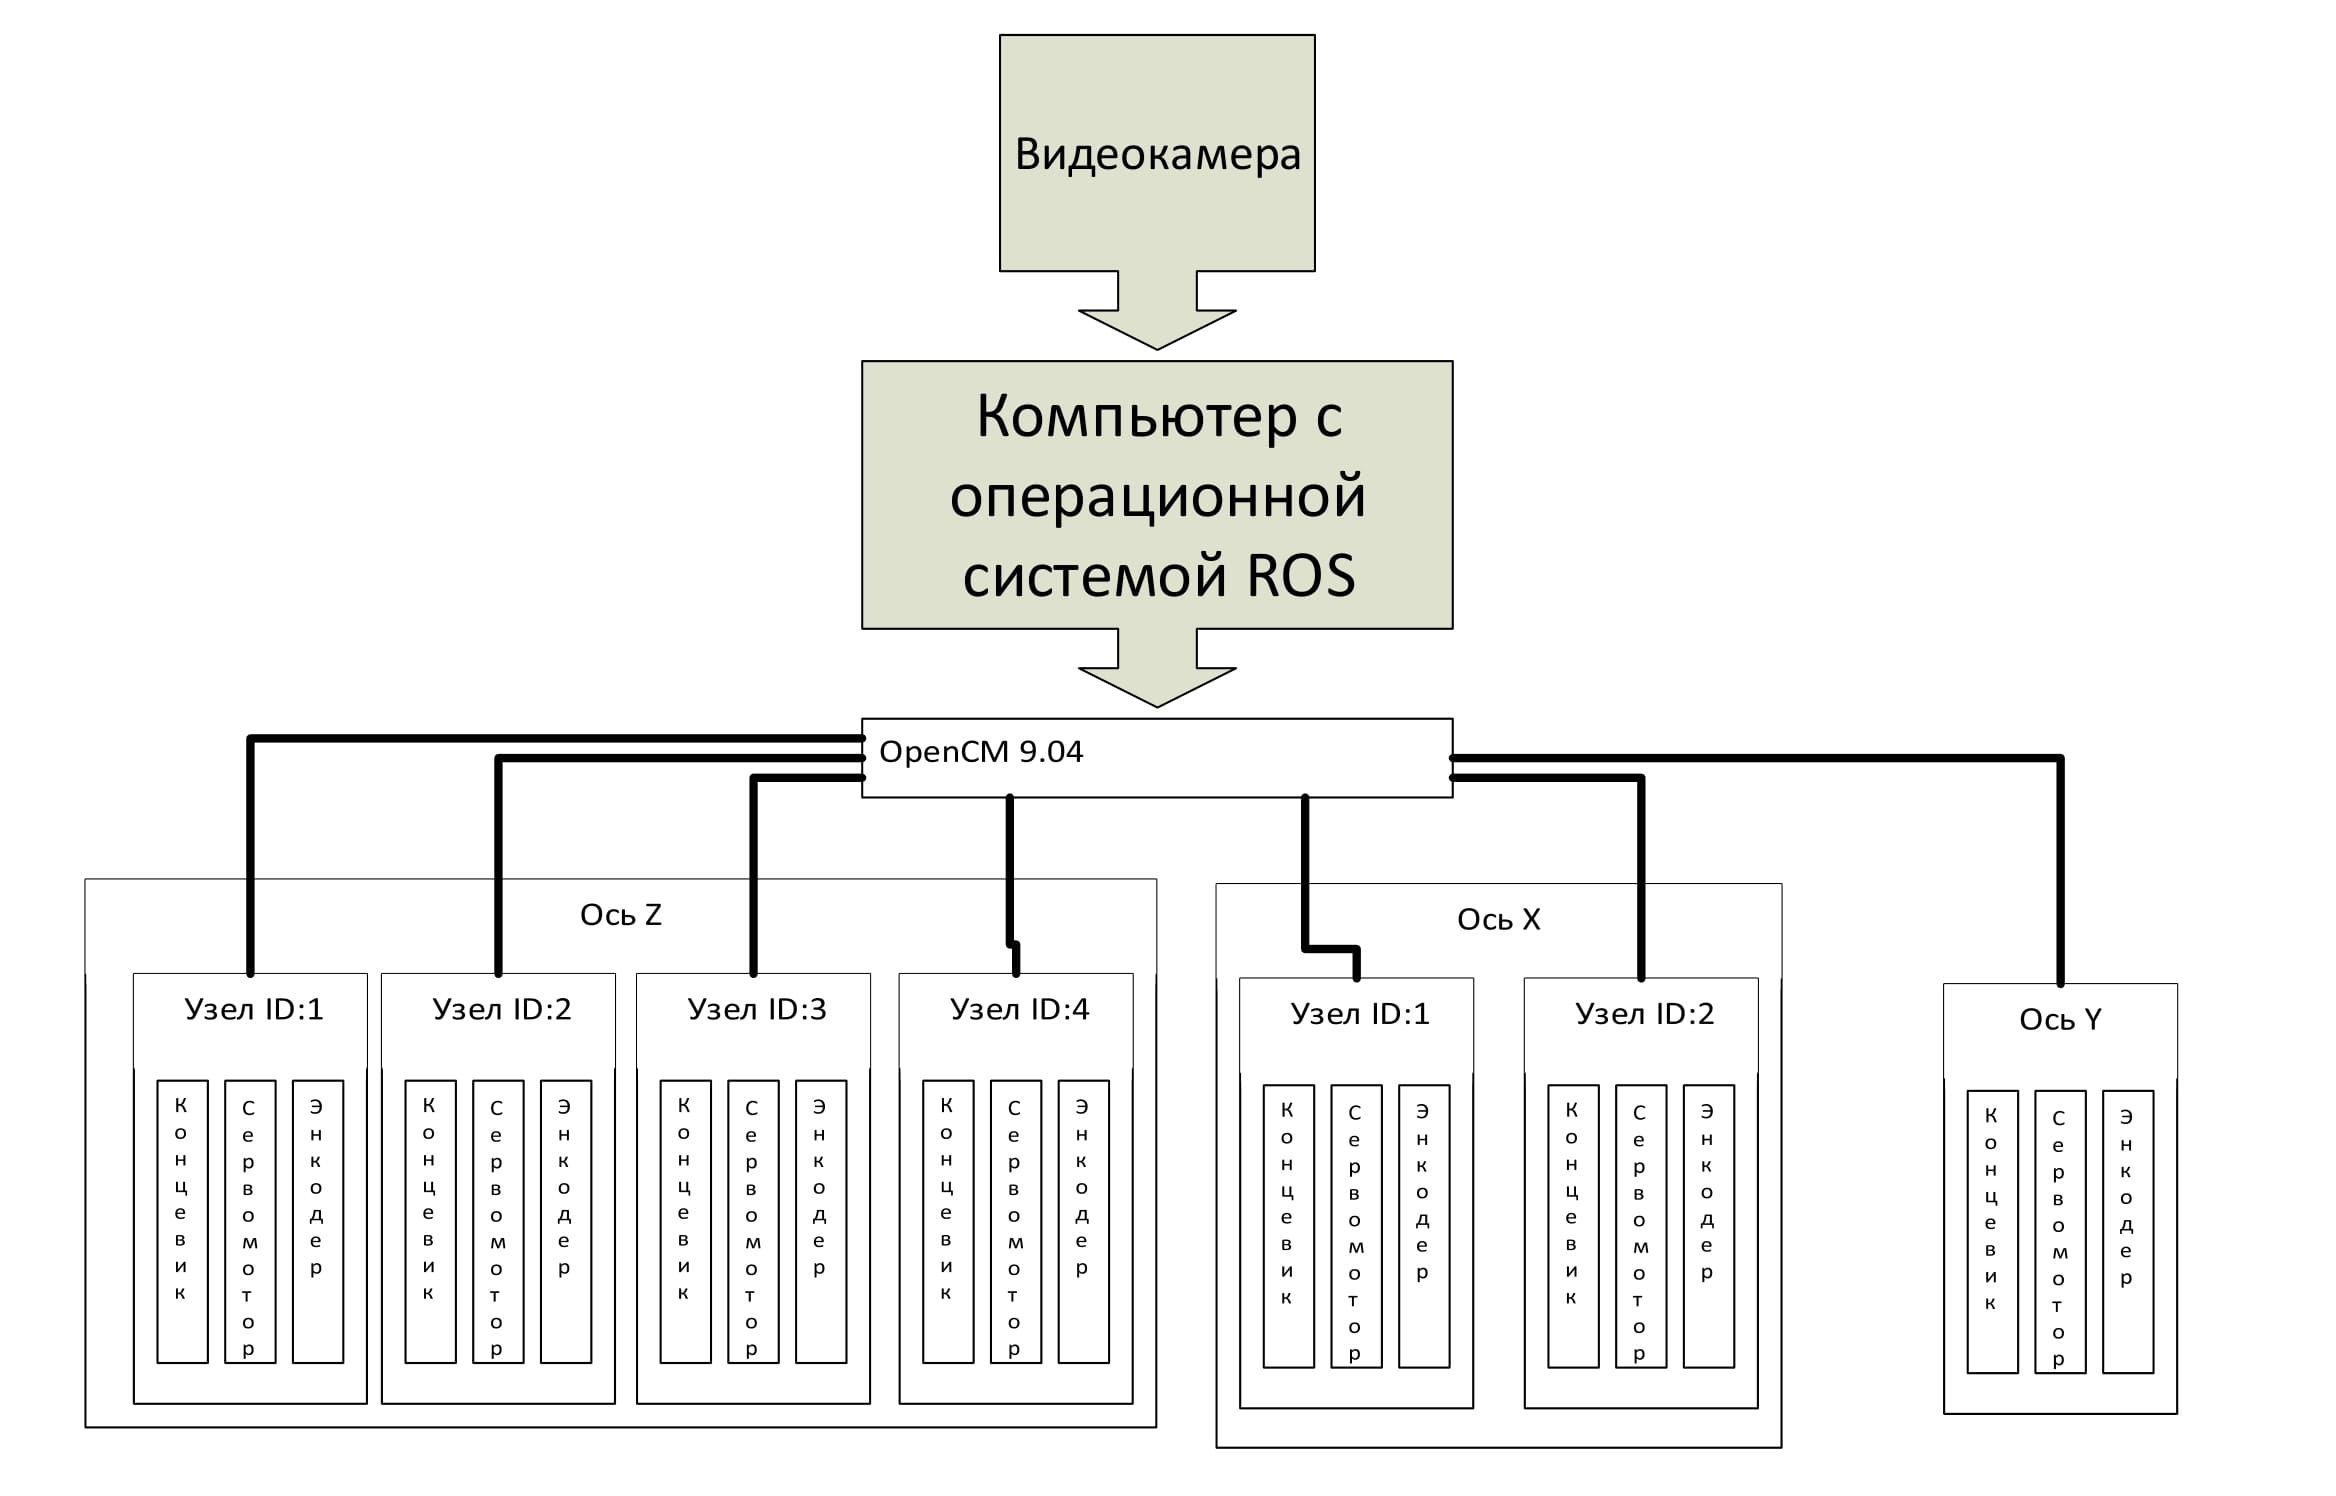 Видеокамера
Компьютер с
операционной
системой ROS
OpenCM 9.04
Ось Z
Узел ID:1
Концевик
Сервомотор
Энкодер
Узел ID:2
Концевик
Сервомотор
Энкодер
Узел ID:3
Концевик
Сервомотор
Энкодер
Узел ID:4
Концевик
Сервомотор
Энкодер
Ось X
Узел ID:1
Концевик
Сервомотор
Энкодер
Узел ID:2
Концевик
Сервомотор
Энкодер
Ось Y
Концевик
Сервомотор
Энкодер